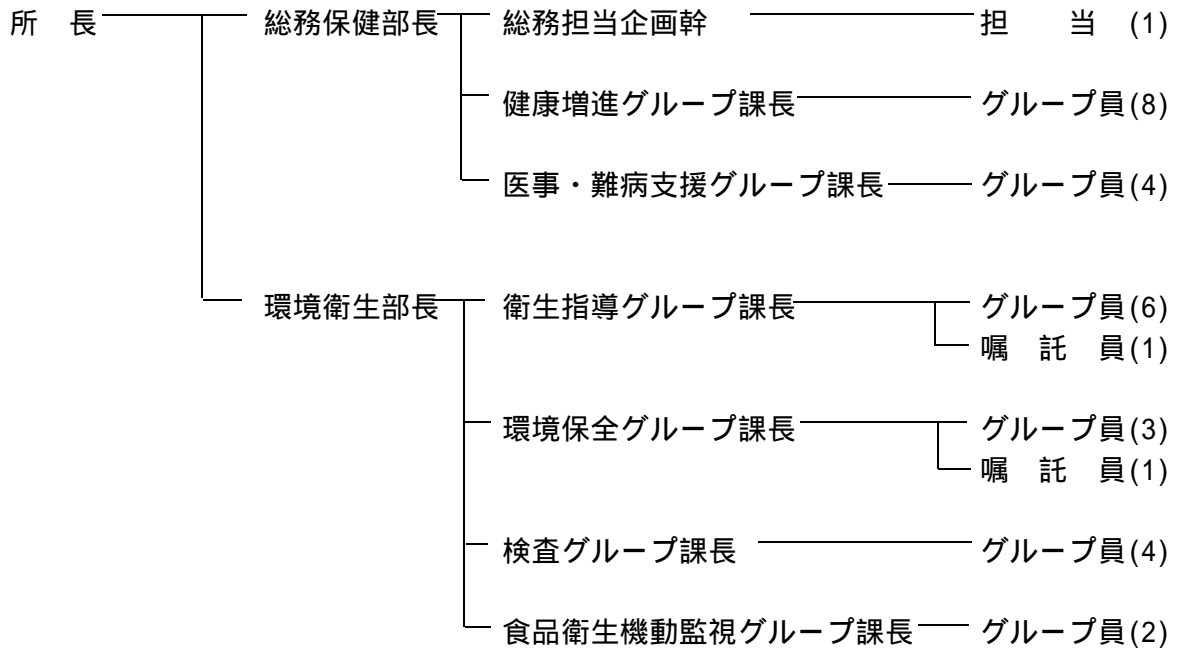 所　長　総務保健部長　総務担当企画幹　担　　当 (1)
健康増進グループ課長　グループ員(8)
医事・難病支援グループ課長　グループ員(4)
環境衛生部長　衛生指導グループ課長　グループ員(6)
嘱　託　員(1)
環境保全グループ課長　グループ員(3)
嘱　託　員(1)
検査グループ課長　グループ員(4)
食品衛生機動監視グループ課長　グループ員(2)